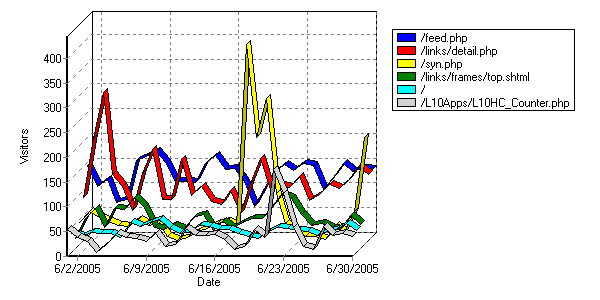 400
350
300
250
200
150
100
50
0
Visitors
6/2/2005 6/9/2005 6/16/2005 6/23/2005 6/30/2005
Date
/feed.php
/links/detail.php
/syn.php
/links/frames/top.shtml
/
/L10Apps/L10HC_Counter.php